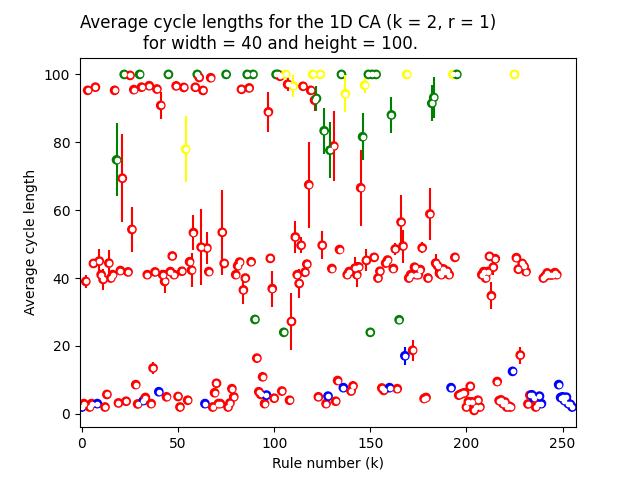 Average cycle lengths for the 1D CA (k = 2, r = 1)
for width = 40 and height = 100.
100
80
60
40
20
0
Average cycle length
0 50 100 150 200 250
Rule number (k)